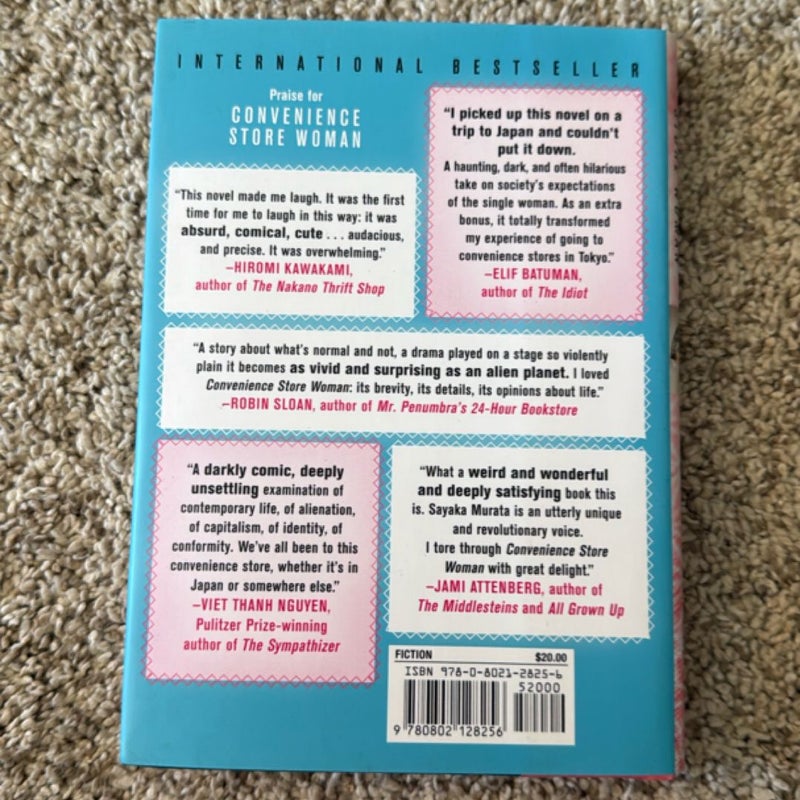 INTERNATIONAL BESTSELLER
Praise for
CONVENIENCE
STORE WOMAN
“This novel made me laugh. It was the first
time for me to laugh in this way: it was
absurd, comical, cute . . . audacious,
and precise. It was overwhelming.”
–HIROMI KAWAKAMI,
author of The Nakano Thrift Shop
“I picked up this novel on a
trip to Japan and couldn’t
put it down.
A haunting, dark, and often hilarious
take on society’s expectations
of the single woman. As an extra
bonus, it totally transformed
my experience of going to
convenience stores in Tokyo.”
–ELIF BATUMAN,
author of The Idiot
“A story about what’s normal and not, a drama played on a stage so violently
plain it becomes as vivid and surprising as an alien planet. I loved
Convenience Store Woman: its brevity, its details, its opinions about life.”
–ROBIN SLOAN, author of Mr. Penumbra’s 24-Hour Bookstore
“A darkly comic, deeply
unsettling examination of
contemporary life, of alienation,
of capitalism, of identity, of
conformity. We’ve all been to this
convenience store, whether it’s in
Japan or somewhere else.”
–VIET THANH NGUYEN,
Pulitzer Prize-winning
author of The Sympathizer
“What a weird and wonderful
and deeply satisfying book this
is. Sayaka Murata is an utterly unique
and revolutionary voice.
I tore through Convenience Store
Woman with great delight.”
–JAMI ATTENBERG, author of
The Middlesteins and All Grown Up
FICTION $20.00
ISBN 978-0-8021-2825-6
52000
9 780802 128256